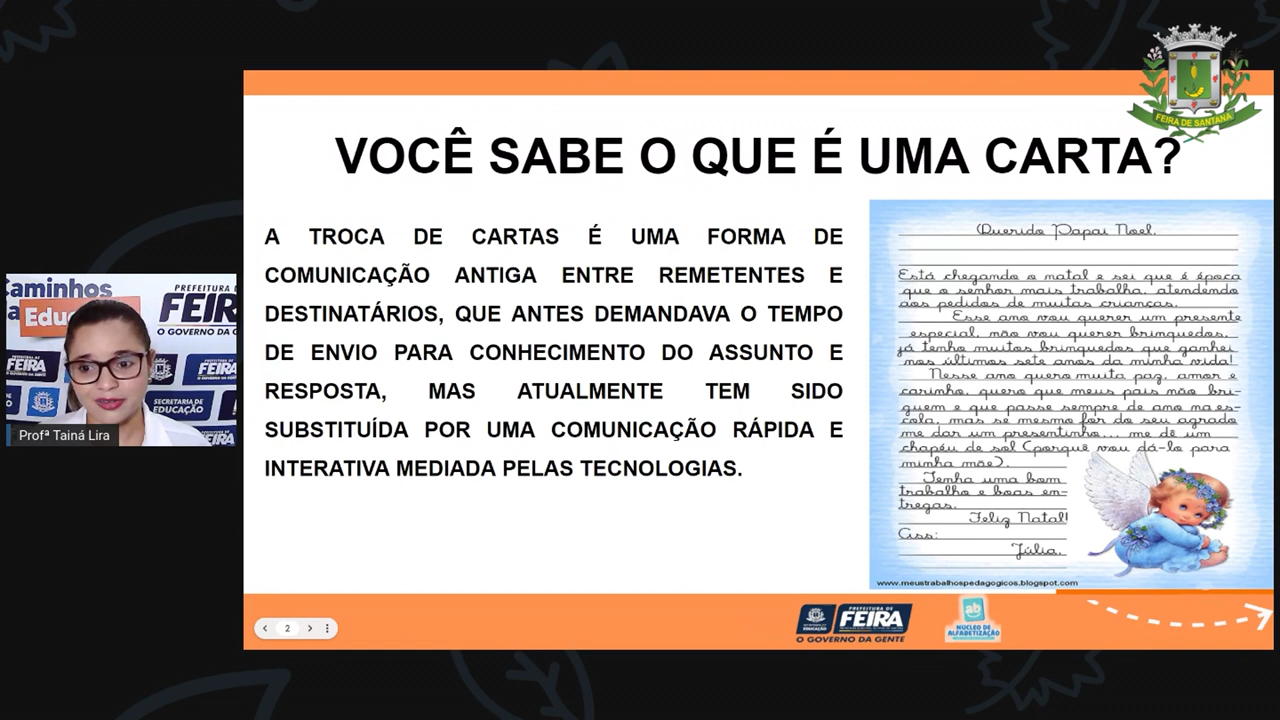 FEIRA DE SANTANA
VOCÊ SABE O QUE É UMA CARTA?
A TROCA DE CARTAS É UMA FORMA DE
COMUNICAÇÃO ANTIGA ENTRE REMETENTES E
DESTINATÁRIOS, QUE ANTES DEMANDAVA O TEMPO
DE ENVIO PARA CONHECIMENTO DO ASSUNTO E
RESPOSTA, MAS ATUALMENTE TEM SIDO
SUBSTITUÍDA POR UMA COMUNICAÇÃO RÁPIDA E
INTERATIVA MEDIADA PELAS TECNOLOGIAS.
Querido Papai Noel,
Está chegando o natal e sei que é época
que o senhor mais trabalha, atendendo
aos pedidos de muitas crianças.
Esse ano vou querer um presente
especial, não vou querer brinquedos,
já tenho muitos brinquedos que ganhei
nos últimos sete anos da minha vida!
Nesse ano quero muita paz, amor e
carinho, quero que meus pais não bri-
guem e que passe sempre de ano na es-
cola, mas se mesmo for do seu agrado
me dar um presentinho... me dê um
chapéu de sol (porquê vou dá-lo para
minha mãe).
Tenha uma bom
trabalho e boas en-
tregas.
Feliz Natal!
Ass:
Júlia.
www.meustrabalhospedagogicos.blogspot.com
caminhos
Edu
PREFEITURA
FEIR
O GOVERNO DA G
FEIRA
FEIRA
SECRETARIA DE
EDUCAÇÃO
FEIRA
Profª Tainá Lira
2
EDUCAÇÃO
PREFEITURA DE
FEIRA
O GOVERNO DA GENTE
ab
NÚCLEO DE
ALFABETIZAÇÃO